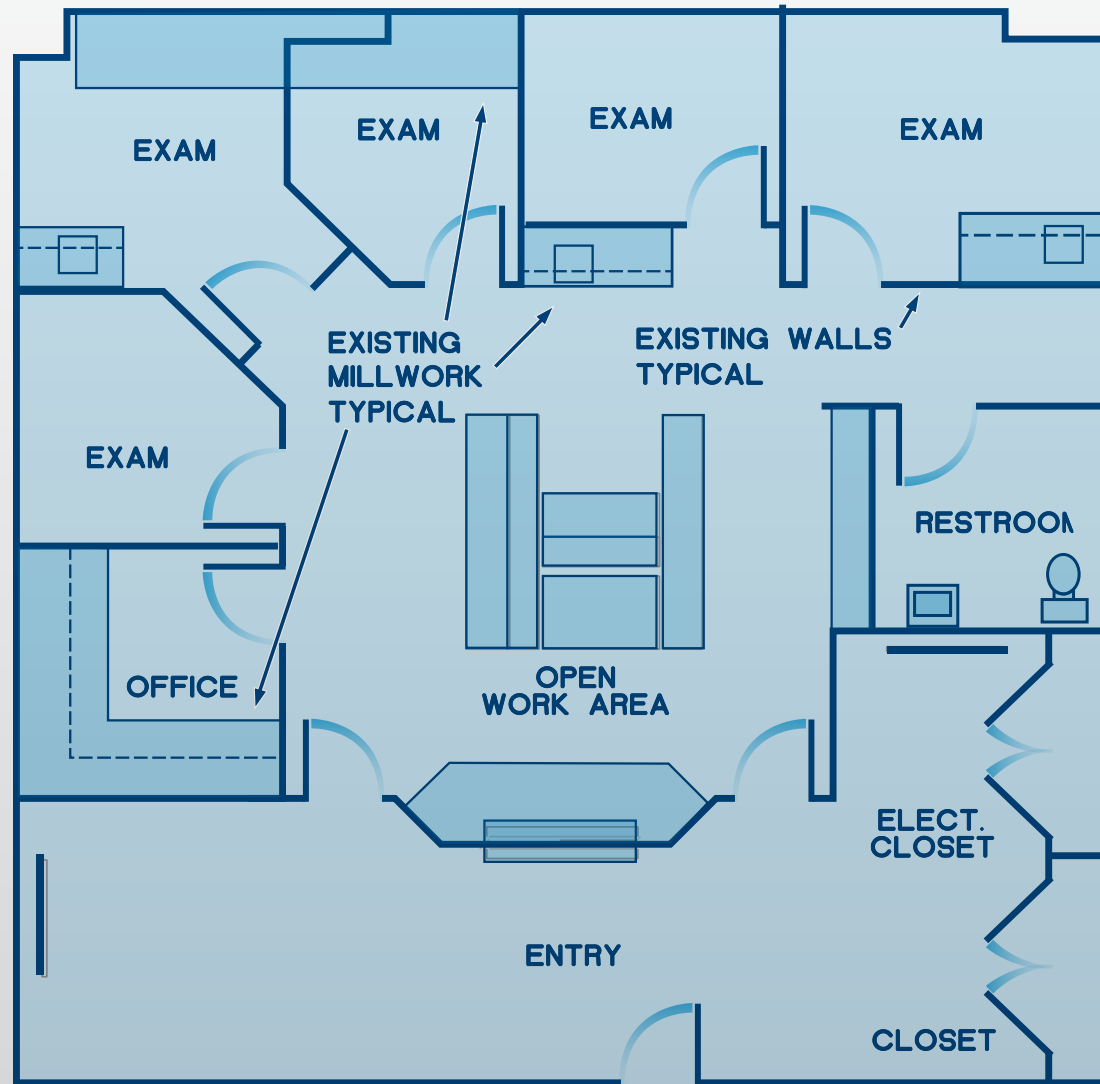 EXAM
EXAM
EXAM
EXAM
EXISTING
MILLWORK
TYPICAL
EXISTING WALLS
TYPICAL
EXAM
RESTROOM
OFFICE
OPEN
WORK AREA
ELECT.
CLOSET
ENTRY
CLOSET